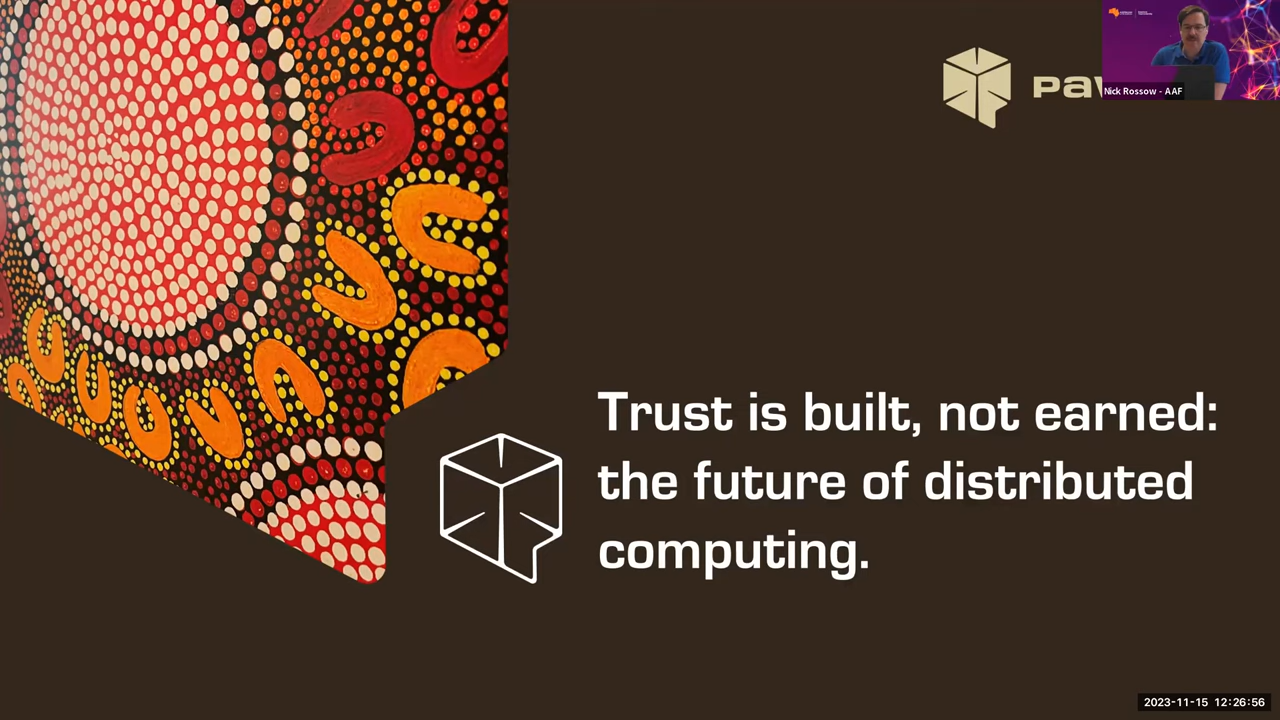 Paw
Nick Rossow - AAF
Trust is built, not earned:
the future of distributed
computing.
2023-11-15 12:26:56